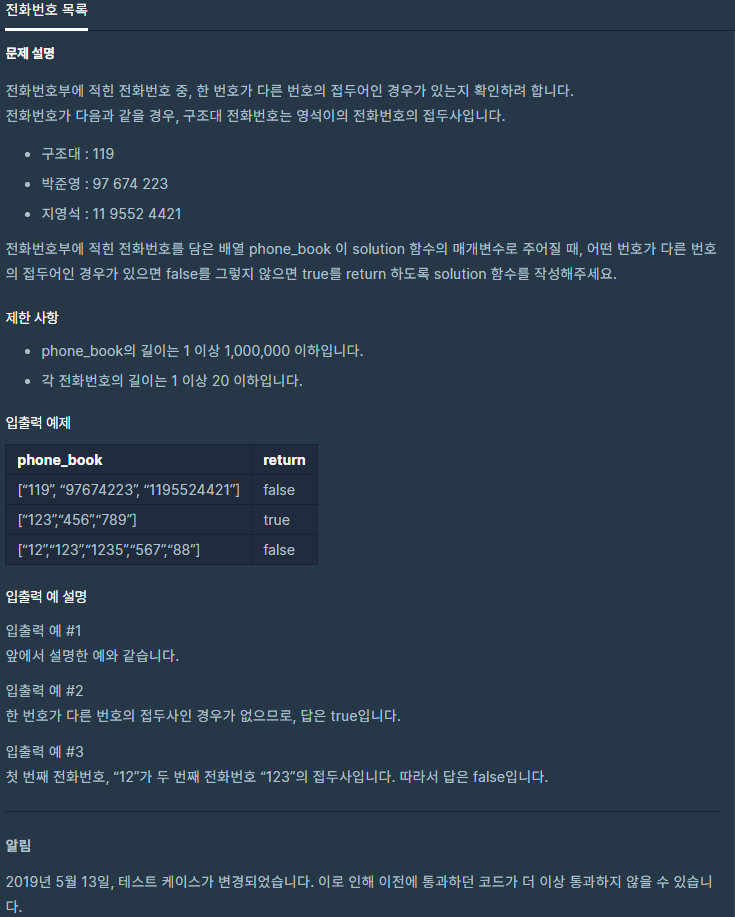 전화번호 목록
문제 설명
전화번호부에 적힌 전화번호 중, 한 번호가 다른 번호의 접두어인 경우가 있는지 확인하려 합니다.
전화번호가 다음과 같을 경우, 구조대 전화번호는 영석이의 전화번호의 접두사입니다.
• 구조대 : 119
• 박준영 : 97 674 223
• 지영석 : 11 9552 4421
전화번호부에 적힌 전화번호를 담은 배열 phone_book 이 solution 함수의 매개변수로 주어질 때, 어떤 번호가 다른 번호
의 접두어인 경우가 있으면 false를 그렇지 않으면 true를 return 하도록 solution 함수를 작성해주세요.
제한 사항
• phone_book의 길이는 1 이상 1,000,000 이하입니다.
• 각 전화번호의 길이는 1 이상 20 이하입니다.
입출력 예제
phone_book return
[“119”, “97674223”, “1195524421”] false
[“123”,“456”,“789”] true
[“12”,“123”,“1235”,“567”,“88”] false
입출력 예 설명
입출력 예 #1
앞에서 설명한 예와 같습니다.
입출력 예 #2
한 번호가 다른 번호의 접두사인 경우가 없으므로, 답은 true입니다.
입출력 예 #3
첫 번째 전화번호, “12”가 두 번째 전화번호 “123”의 접두사입니다. 따라서 답은 false입니다.
알림
2019년 5월 13일, 테스트 케이스가 변경되었습니다. 이로 인해 이전에 통과하던 코드가 더 이상 통과하지 않을 수 있습니
다.